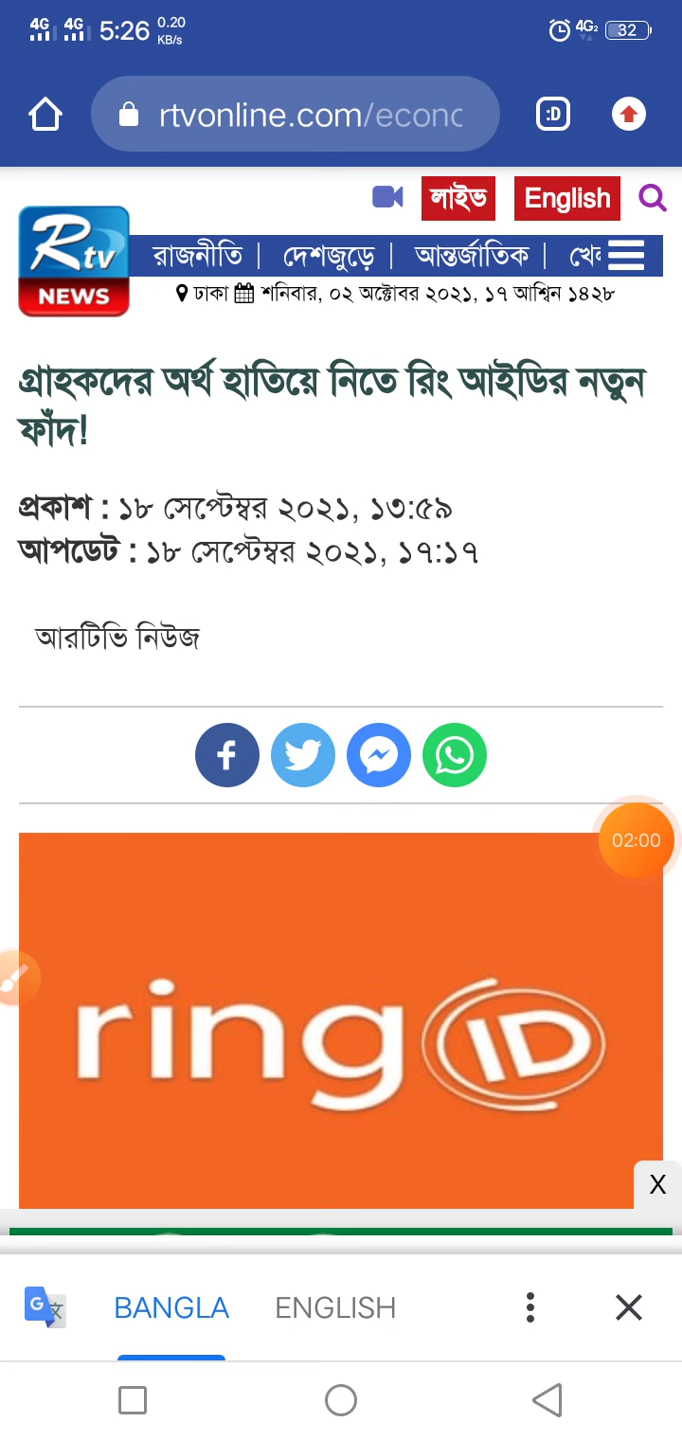 4G 4G 5:26 0.20 KB/s 4G2 32
rtvonline.com/econo :D
লাইভ English
Rtv NEWS
রাজনীতি | দেশজুড়ে | আন্তর্জাতিক |
ঢাকা শনিবার, ০২ অক্টোবর ২০২১, ১৭ আশ্বিন ১৪২৮
গ্রাহকদের অর্থ হাতিয়ে নিতে রিং আইডির নতুন
ফাঁদ!
প্রকাশ : ১৮ সেপ্টেম্বর ২০২১, ১৩:৫৯
আপডেট : ১৮ সেপ্টেম্বর ২০২১, ১৭:১৭
আরটিভি নিউজ
02:00
ring ID
X
BANGLA ENGLISH